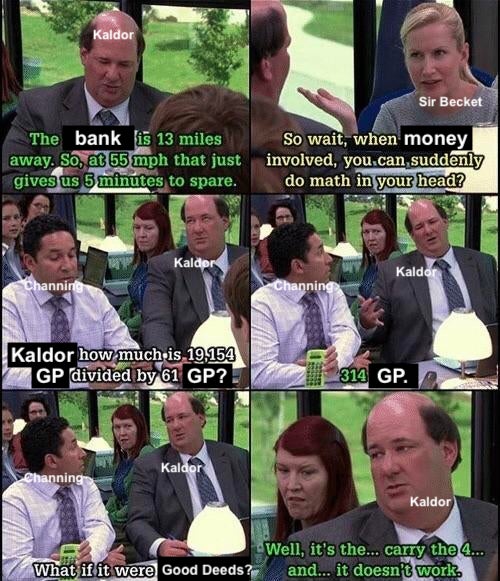 Kaldor
The bank is 13 miles
away. So, at 55 mph that just
gives us 5 minutes to spare.
Sir Becket
So wait, when money
involved, you can suddenly
do math in your head?
Kaldor
Channing
Kaldor how much is 19,154
GP divided by 61 GP?
Kaldor
Channing
314 GP.
Kaldor
Channing
What if it were Good Deeds?
Kaldor
Well, it's the... carry the 4...
and... it doesn't work.